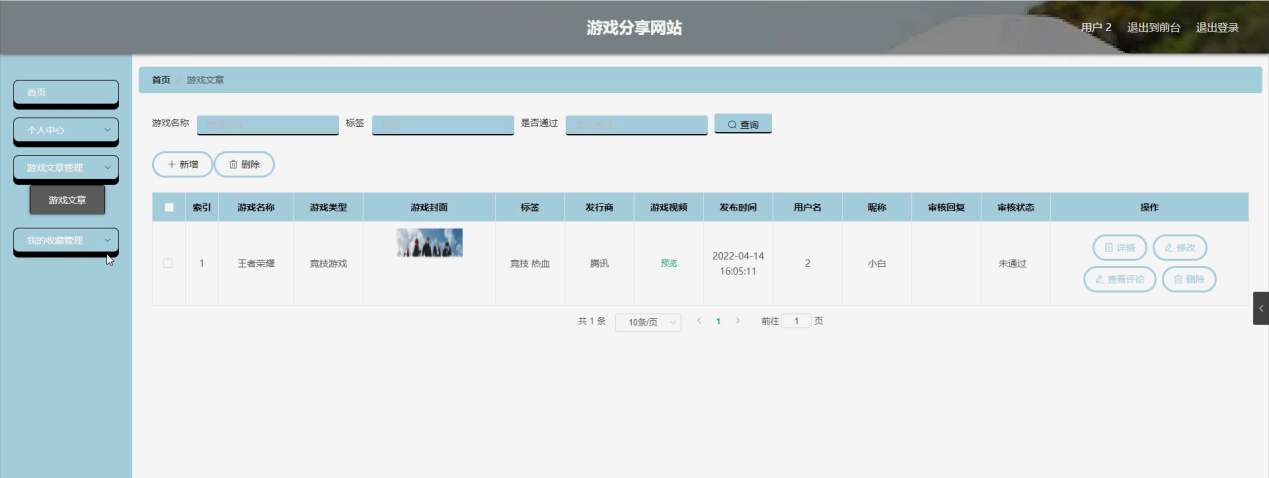 游戏分享网站
用户 2 退出到前台 退出登录
首页
个人中心
游戏文章管理
游戏文章
我的收藏管理
首页 / 游戏文章
游戏名称 标签 是否通过 查询
新增 删除
索引 游戏名称 游戏类型 游戏封面 标签 发行商 游戏视频 发布时间 用户名 昵称 审核回复 审核状态 操作
1 王者荣耀 竞技游戏 竞技 热血 腾讯 预览 2022-04-14 16:05:11 2 小白 未通过 详情 修改
查看评论 删除
共 1 条 10条/页 1 前往 1 页